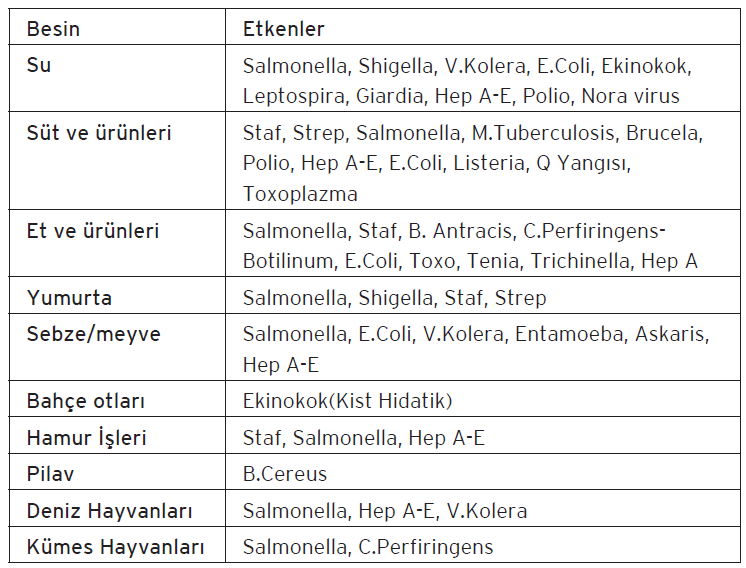 Besin Etkenler
Su Salmonella, Shigella, V.Kolera, E.Coli, Ekinokok,
Leptospira, Giardia, Hep A-E, Polio, Nora virus
Süt ve ürünleri Staf, Strep, Salmonella, M.Tuberculosis, Brucela,
Polio, Hep A-E, E.Coli, Listeria, Q Yangısı,
Toxoplazma
Et ve ürünleri Salmonella, Staf, B. Antracis, C.Perfiringens-
Botilinum, E.Coli, Toxo, Tenia, Trichinella, Hep A
Yumurta Salmonella, Shigella, Staf, Strep
Sebze/meyve Salmonella, E.Coli, V.Kolera, Entamoeba, Askaris,
Hep A-E
Bahçe otları Ekinokok(Kist Hidatik)
Hamur İşleri Staf, Salmonella, Hep A-E
Pilav B.Cereus
Deniz Hayvanları Salmonella, Hep A-E, V.Kolera
Kümes Hayvanları Salmonella, C.Perfiringens